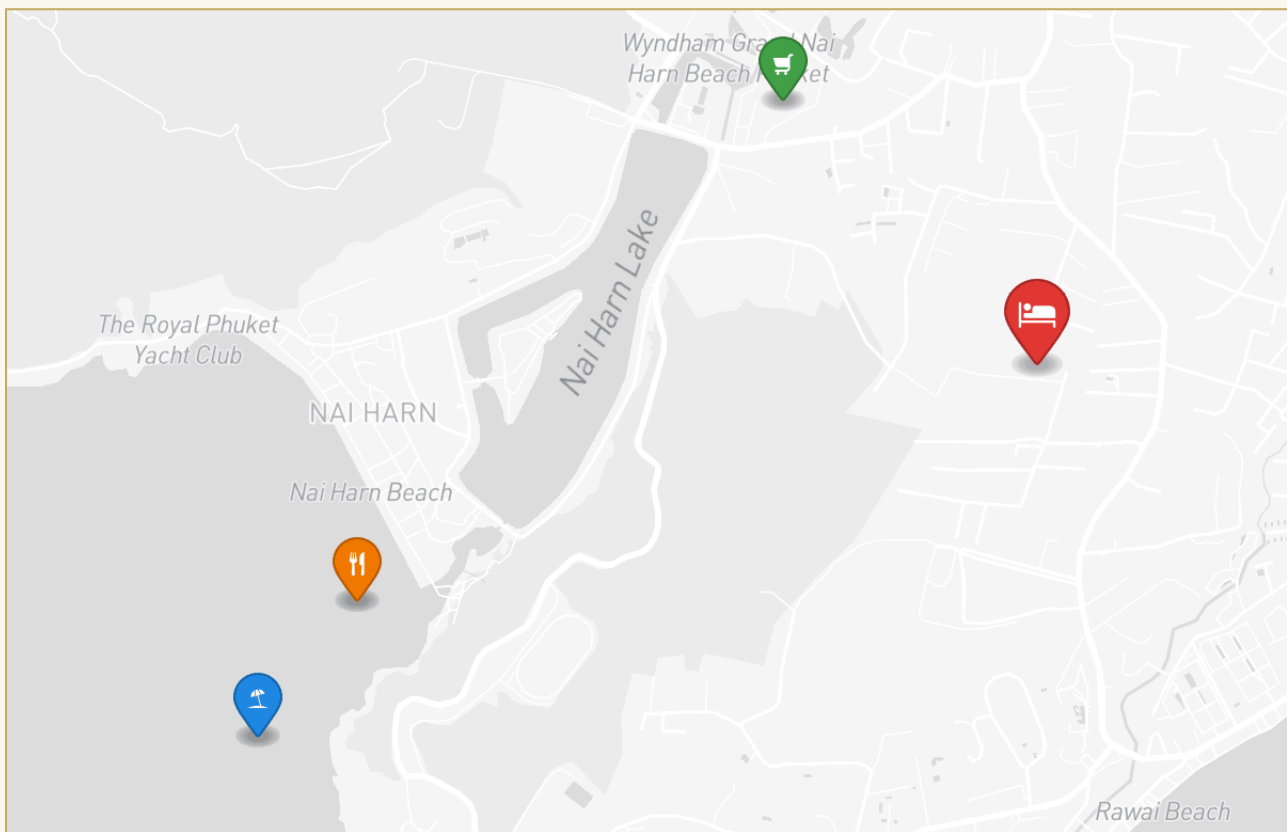 Wyndham Grand Nai
Harn Beach Phuket
Nai Harn Lake
The Royal Phuket
Yacht Club
NAI HARN
Nai Harn Beach
Rawai Beach